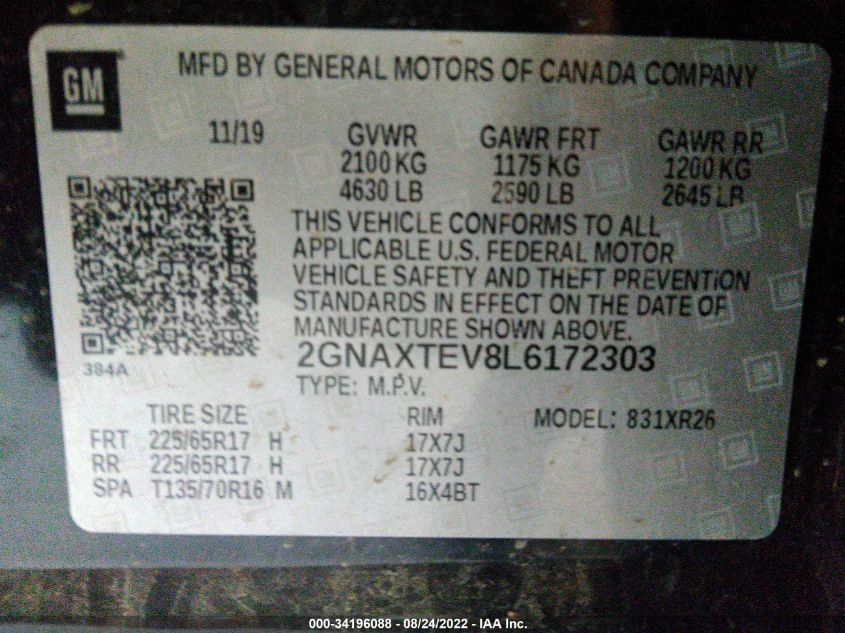 GM
MFD BY GENERAL MOTORS OF CANADA COMPANY
11/19 GVWR GAWR FRT GAWR RR
2100 KG 1175 KG 1200 KG
4630 LB 2590 LB 2645 LB
THIS VEHICLE CONFORMS TO ALL
APPLICABLE U.S. FEDERAL MOTOR
VEHICLE SAFETY AND THEFT PREVENTION
STANDARDS IN EFFECT ON THE DATE OF
MANUFACTURE SHOWN ABOVE.
2GNAXTEV8L6172303
384A
TYPE: M.P.V.
TIRE SIZE RIM MODEL: 831XR26
FRT 225/65R17 H 17X7J
RR 225/65R17 H 17X7J
SPA T135/70R16 M 16X4BT
000-34196088 - 08/24/2022 - IAA Inc.